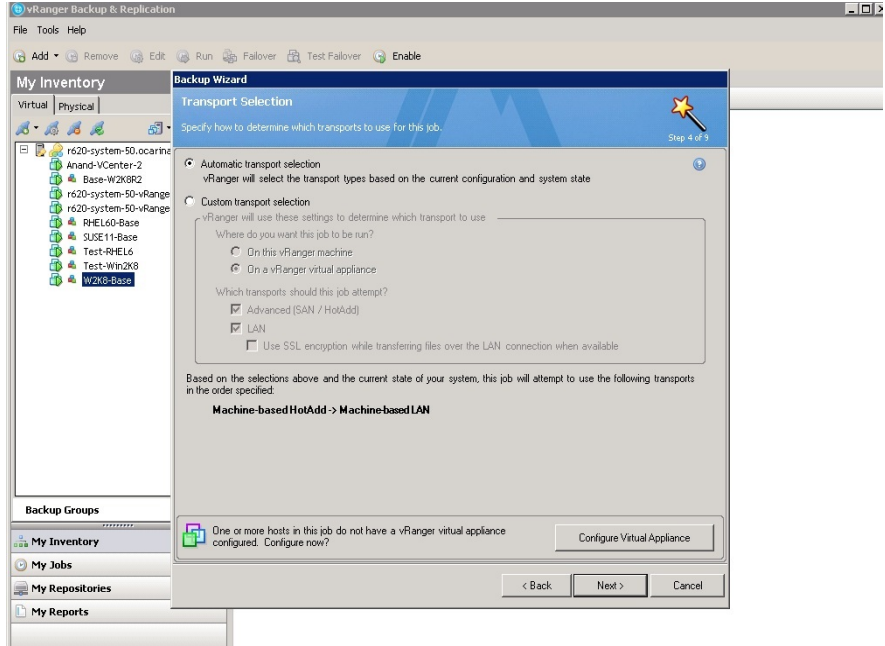 vRanger Backup & Replication
File Tools Help
Add Remove Edit Run Failover Test Failover Enable
My Inventory
Virtual Physical
r620-system-50.ocarina
Anand-VCenter-2
Base-W2K8R2
r620-system-50-vRange
r620-system-50-vRange
RHEL60-Base
SUSE11-Base
Test-RHEL6
Test-Win2K8
W2K8-Base
Backup Groups
My Inventory
My Jobs
My Repositories
My Reports
Backup Wizard
Transport Selection
Specify how to determine which transports to use for this job.
Step 4 of 9
Automatic transport selection
vRanger will select the transport types based on the current configuration and system state
Custom transport selection
vRanger will use these settings to determine which transport to use
Where do you want this job to be run?
On this vRanger machine
On a vRanger virtual appliance
Which transports should this job attempt?
Advanced (SAN / HotAdd)
LAN
Use SSL encryption while transferring files over the LAN connection when available
Based on the selections above and the current state of your system, this job will attempt to use the following transports
in the order specified:
Machine-based HotAdd -> Machine-based LAN
One or more hosts in this job do not have a vRanger virtual appliance
configured. Configure now?
Configure Virtual Appliance
< Back Next > Cancel